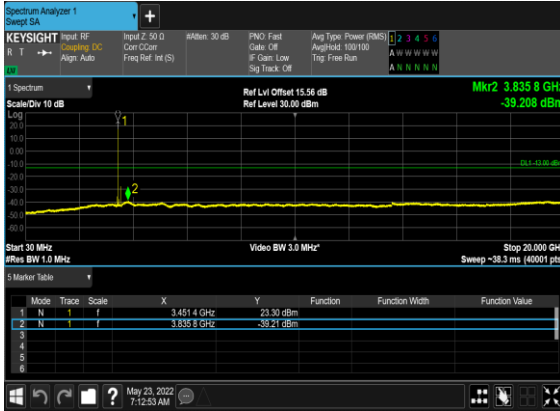 Spectrum Analyzer 1
Swept SA
+
KEYSIGHT Input: RF Input Z: 50 Ω #Atten: 30 dB PNO: Fast Avg Type: Power (RMS) 1 2 3 4 5 6
R T Coupling: DC Corr CCorr Gate: Off Avg|Hold: 100/100 A W W W W W
Align: Auto Freq Ref: Int (S) IF Gain: Low Trig: Free Run
Sig Track: Off A N N N N N
1 Spectrum Ref Lvl Offset 15.56 dB Mkr2 3.835 8 GHz
Scale/Div 10 dB Ref Level 30.00 dBm -39.208 dBm
Log
20.0
10.0
0.00
-10.0
-20.0
-30.0
-40.0
-50.0
-60.0
1
2
DL1 -13.00 dBm
Start 30 MHz Video BW 3.0 MHz* Stop 20.000 GHz
#Res BW 1.0 MHz Sweep ~38.3 ms (40001 pts)
5 Marker Table
Mode Trace Scale X Y Function Function Width Function Value
1 N 1 f 3.451 4 GHz 23.30 dBm
2 N 1 f 3.835 8 GHz -39.21 dBm
3
4
5
6
? May 23, 2022
7:12:53 AM